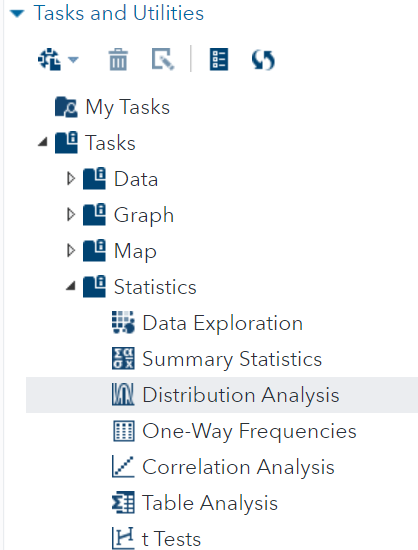 Tasks and Utilities
My Tasks
Tasks
Data
Graph
Map
Statistics
Data Exploration
Summary Statistics
Distribution Analysis
One-Way Frequencies
Correlation Analysis
Table Analysis
t Tests